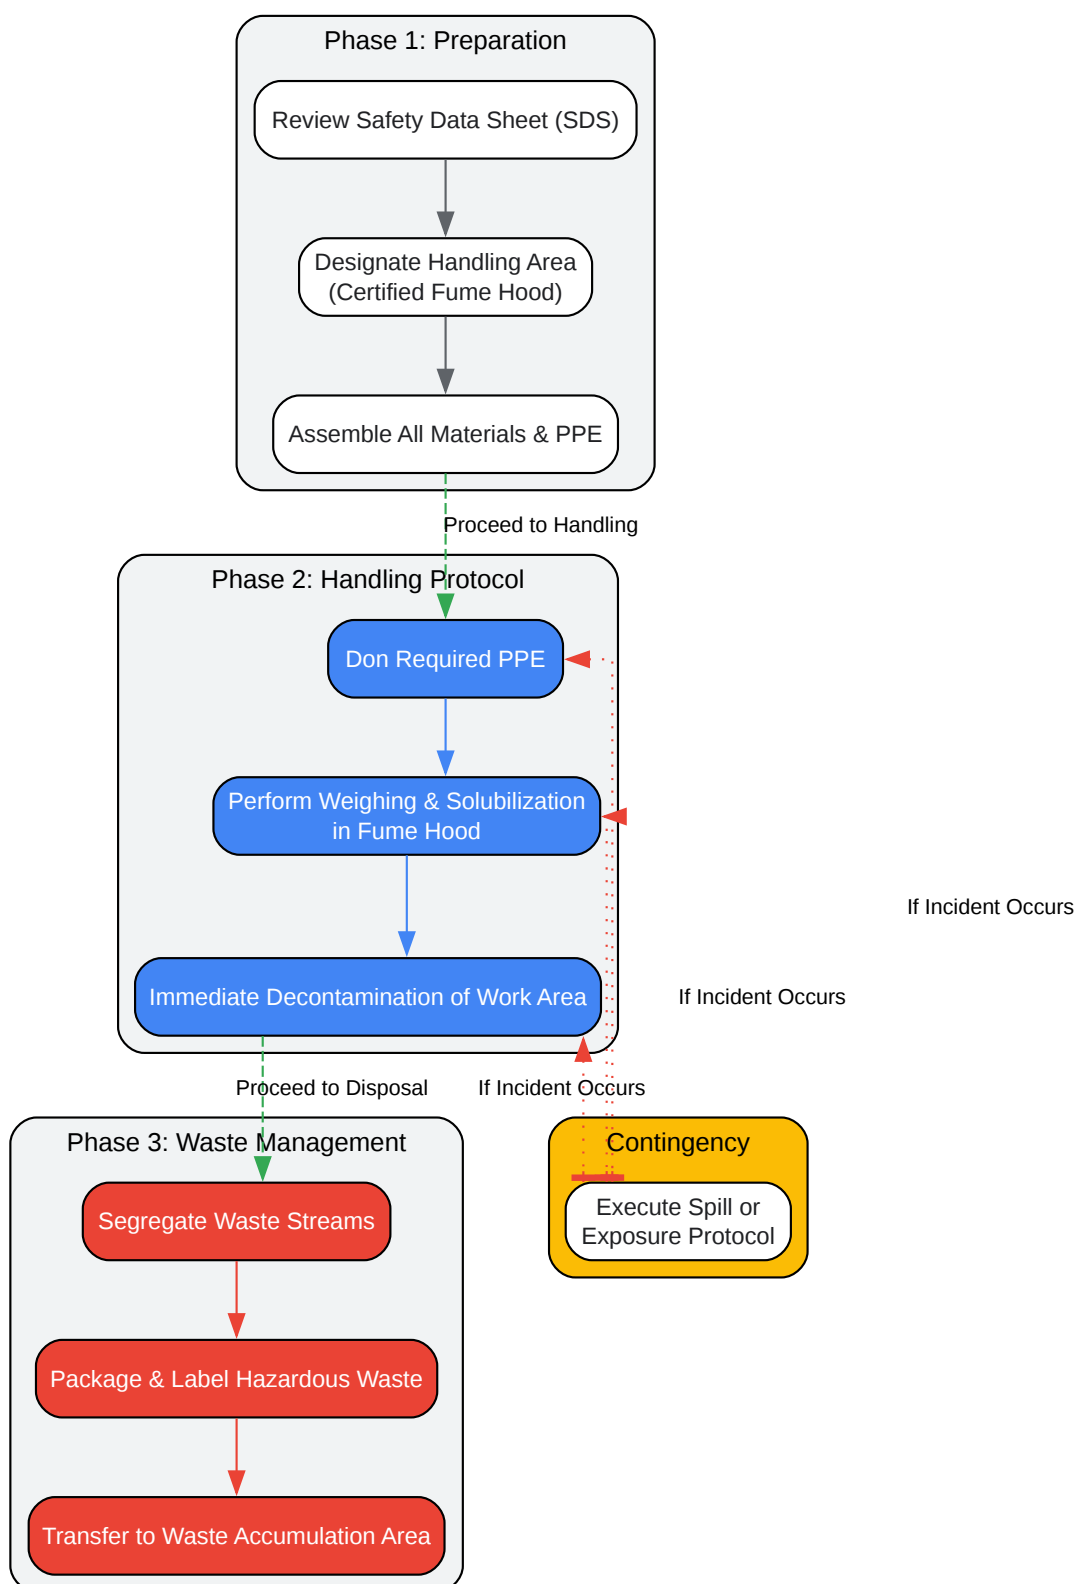 Phase 1: Preparation
Review Safety Data Sheet (SDS)
Designate Handling Area
(Certified Fume Hood)
Assemble All Materials & PPE
Proceed to Handling
Phase 2: Handling Protocol
Don Required PPE
Perform Weighing & Solubilization
in Fume Hood
If Incident Occurs
Immediate Decontamination of Work Area
If Incident Occurs
Proceed to Disposal
If Incident Occurs
Phase 3: Waste Management
Contingency
Segregate Waste Streams
Execute Spill or
Exposure Protocol
Package & Label Hazardous Waste
Transfer to Waste Accumulation Area